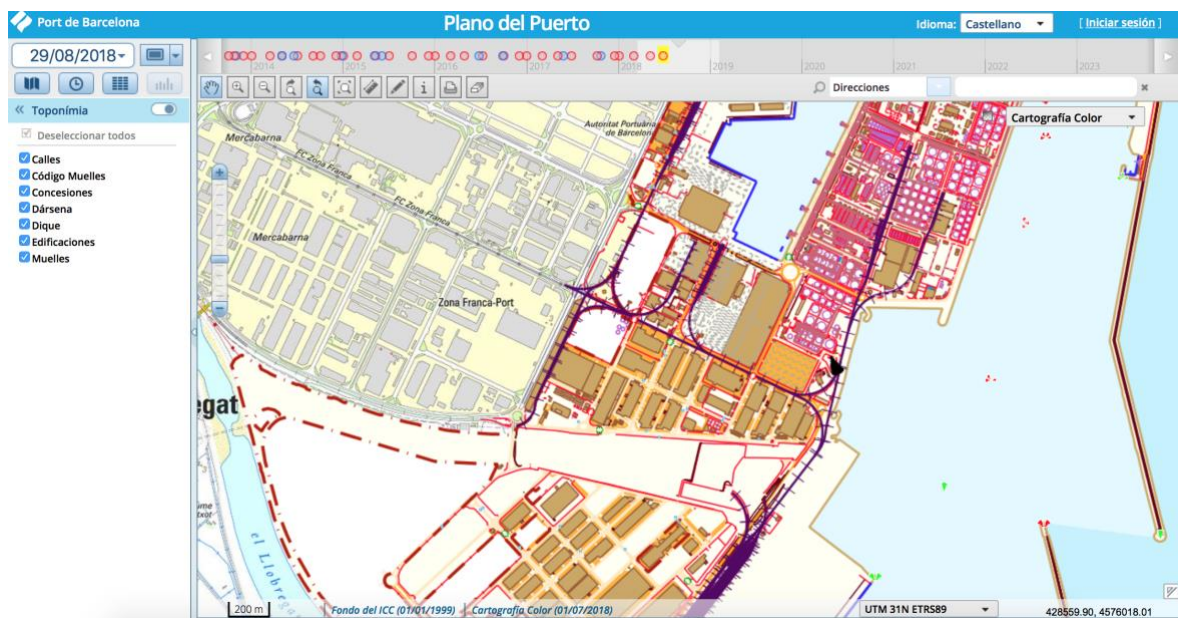 Port de Barcelona
Plano del Puerto
Idioma: Castellano
[ Iniciar sesión ]
29/08/2018
2014 2015 2016 2017 2018 2019 2020 2021 2022 2023
Direcciones
« Toponímia
Cartografía Color
Deseleccionar todos
Calles
Código Muelles
Concesiones
Dársena
Dique
Edificaciones
Muelles
Mercabarna
Autoritat Portuària
de Barcelona
FC Zona Franca
FC Zona Franca
Mercabarna
Zona Franca-Port
egat
el Llobregat
200 m
Fondo del ICC (01/01/1999)
Cartografía Color (01/07/2018)
UTM 31N ETRS89
428559.90, 4576018.01